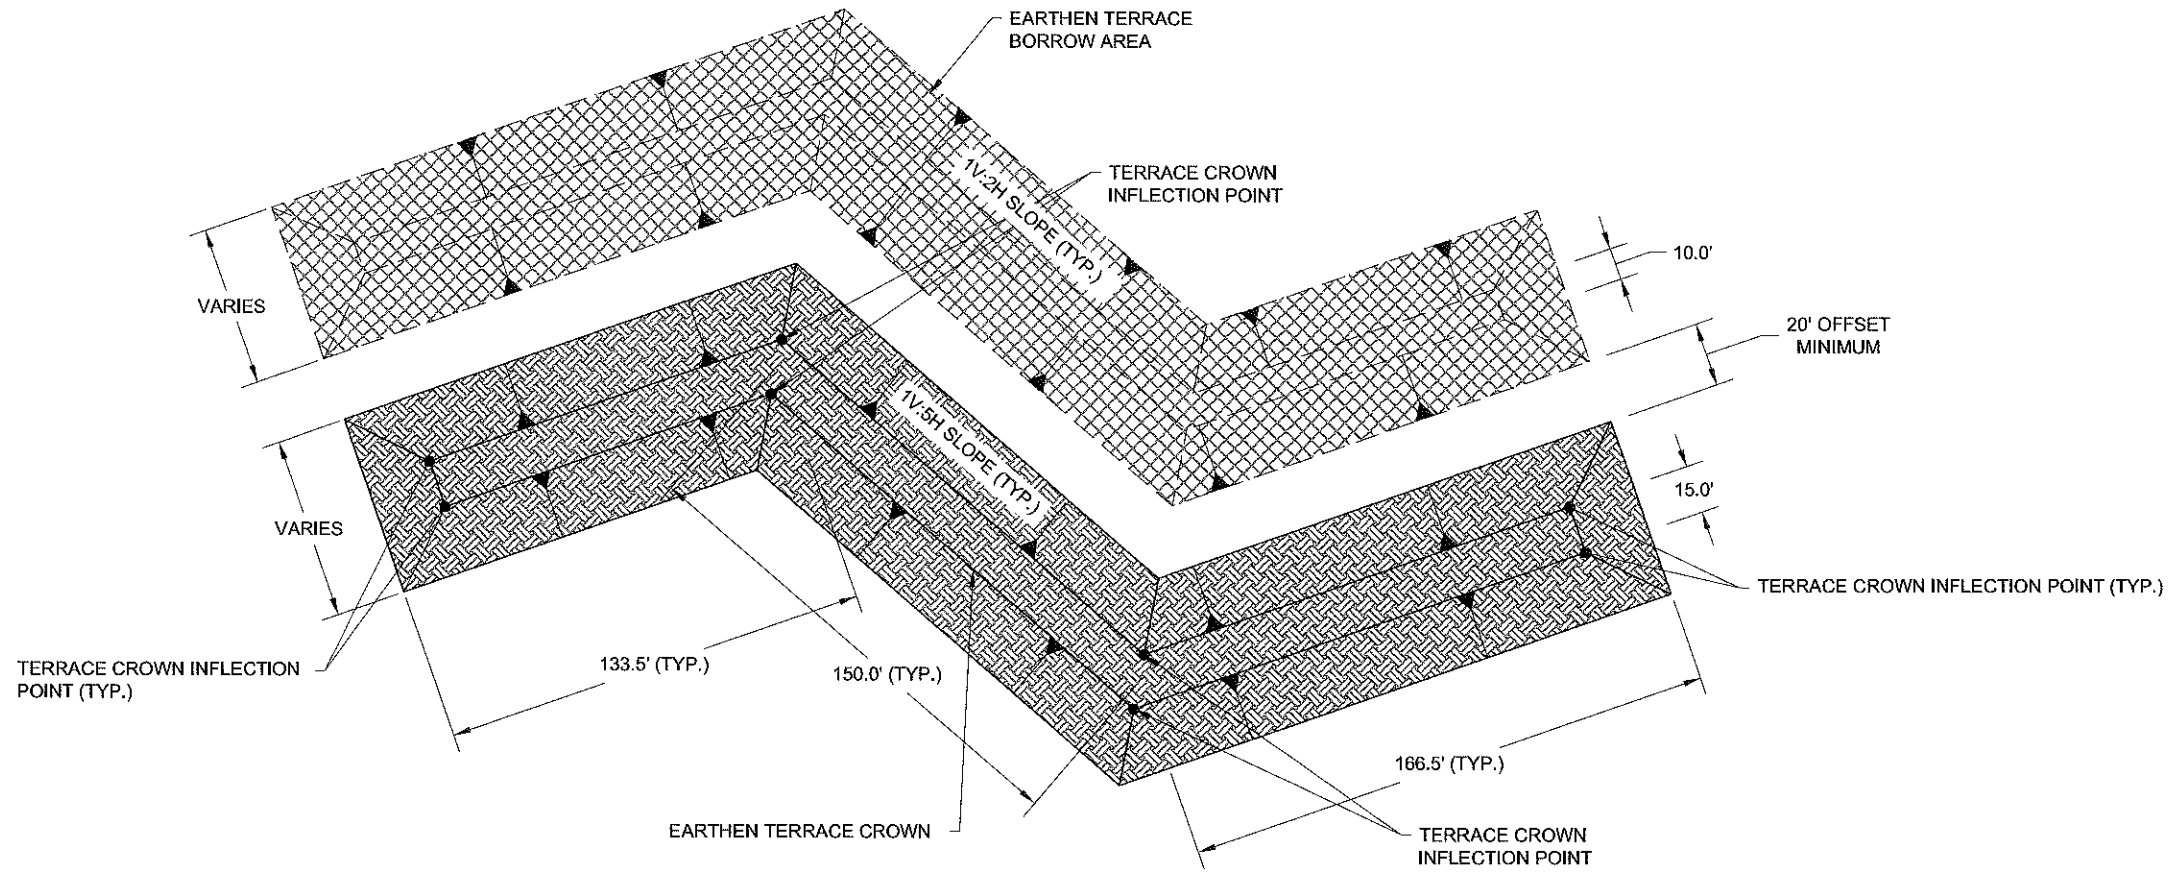 EARTHEN TERRACE
BORROW AREA
1V:2H SLOPE (TYP.)
TERRACE CROWN
INFLECTION POINT
10.0'
VARIES
20' OFFSET
MINIMUM
1V:5H SLOPE (TYP.)
15.0'
VARIES
TERRACE CROWN INFLECTION POINT (TYP.)
TERRACE CROWN INFLECTION
POINT (TYP.)
133.5' (TYP.)
150.0' (TYP.)
166.5' (TYP.)
EARTHEN TERRACE CROWN
TERRACE CROWN
INFLECTION POINT